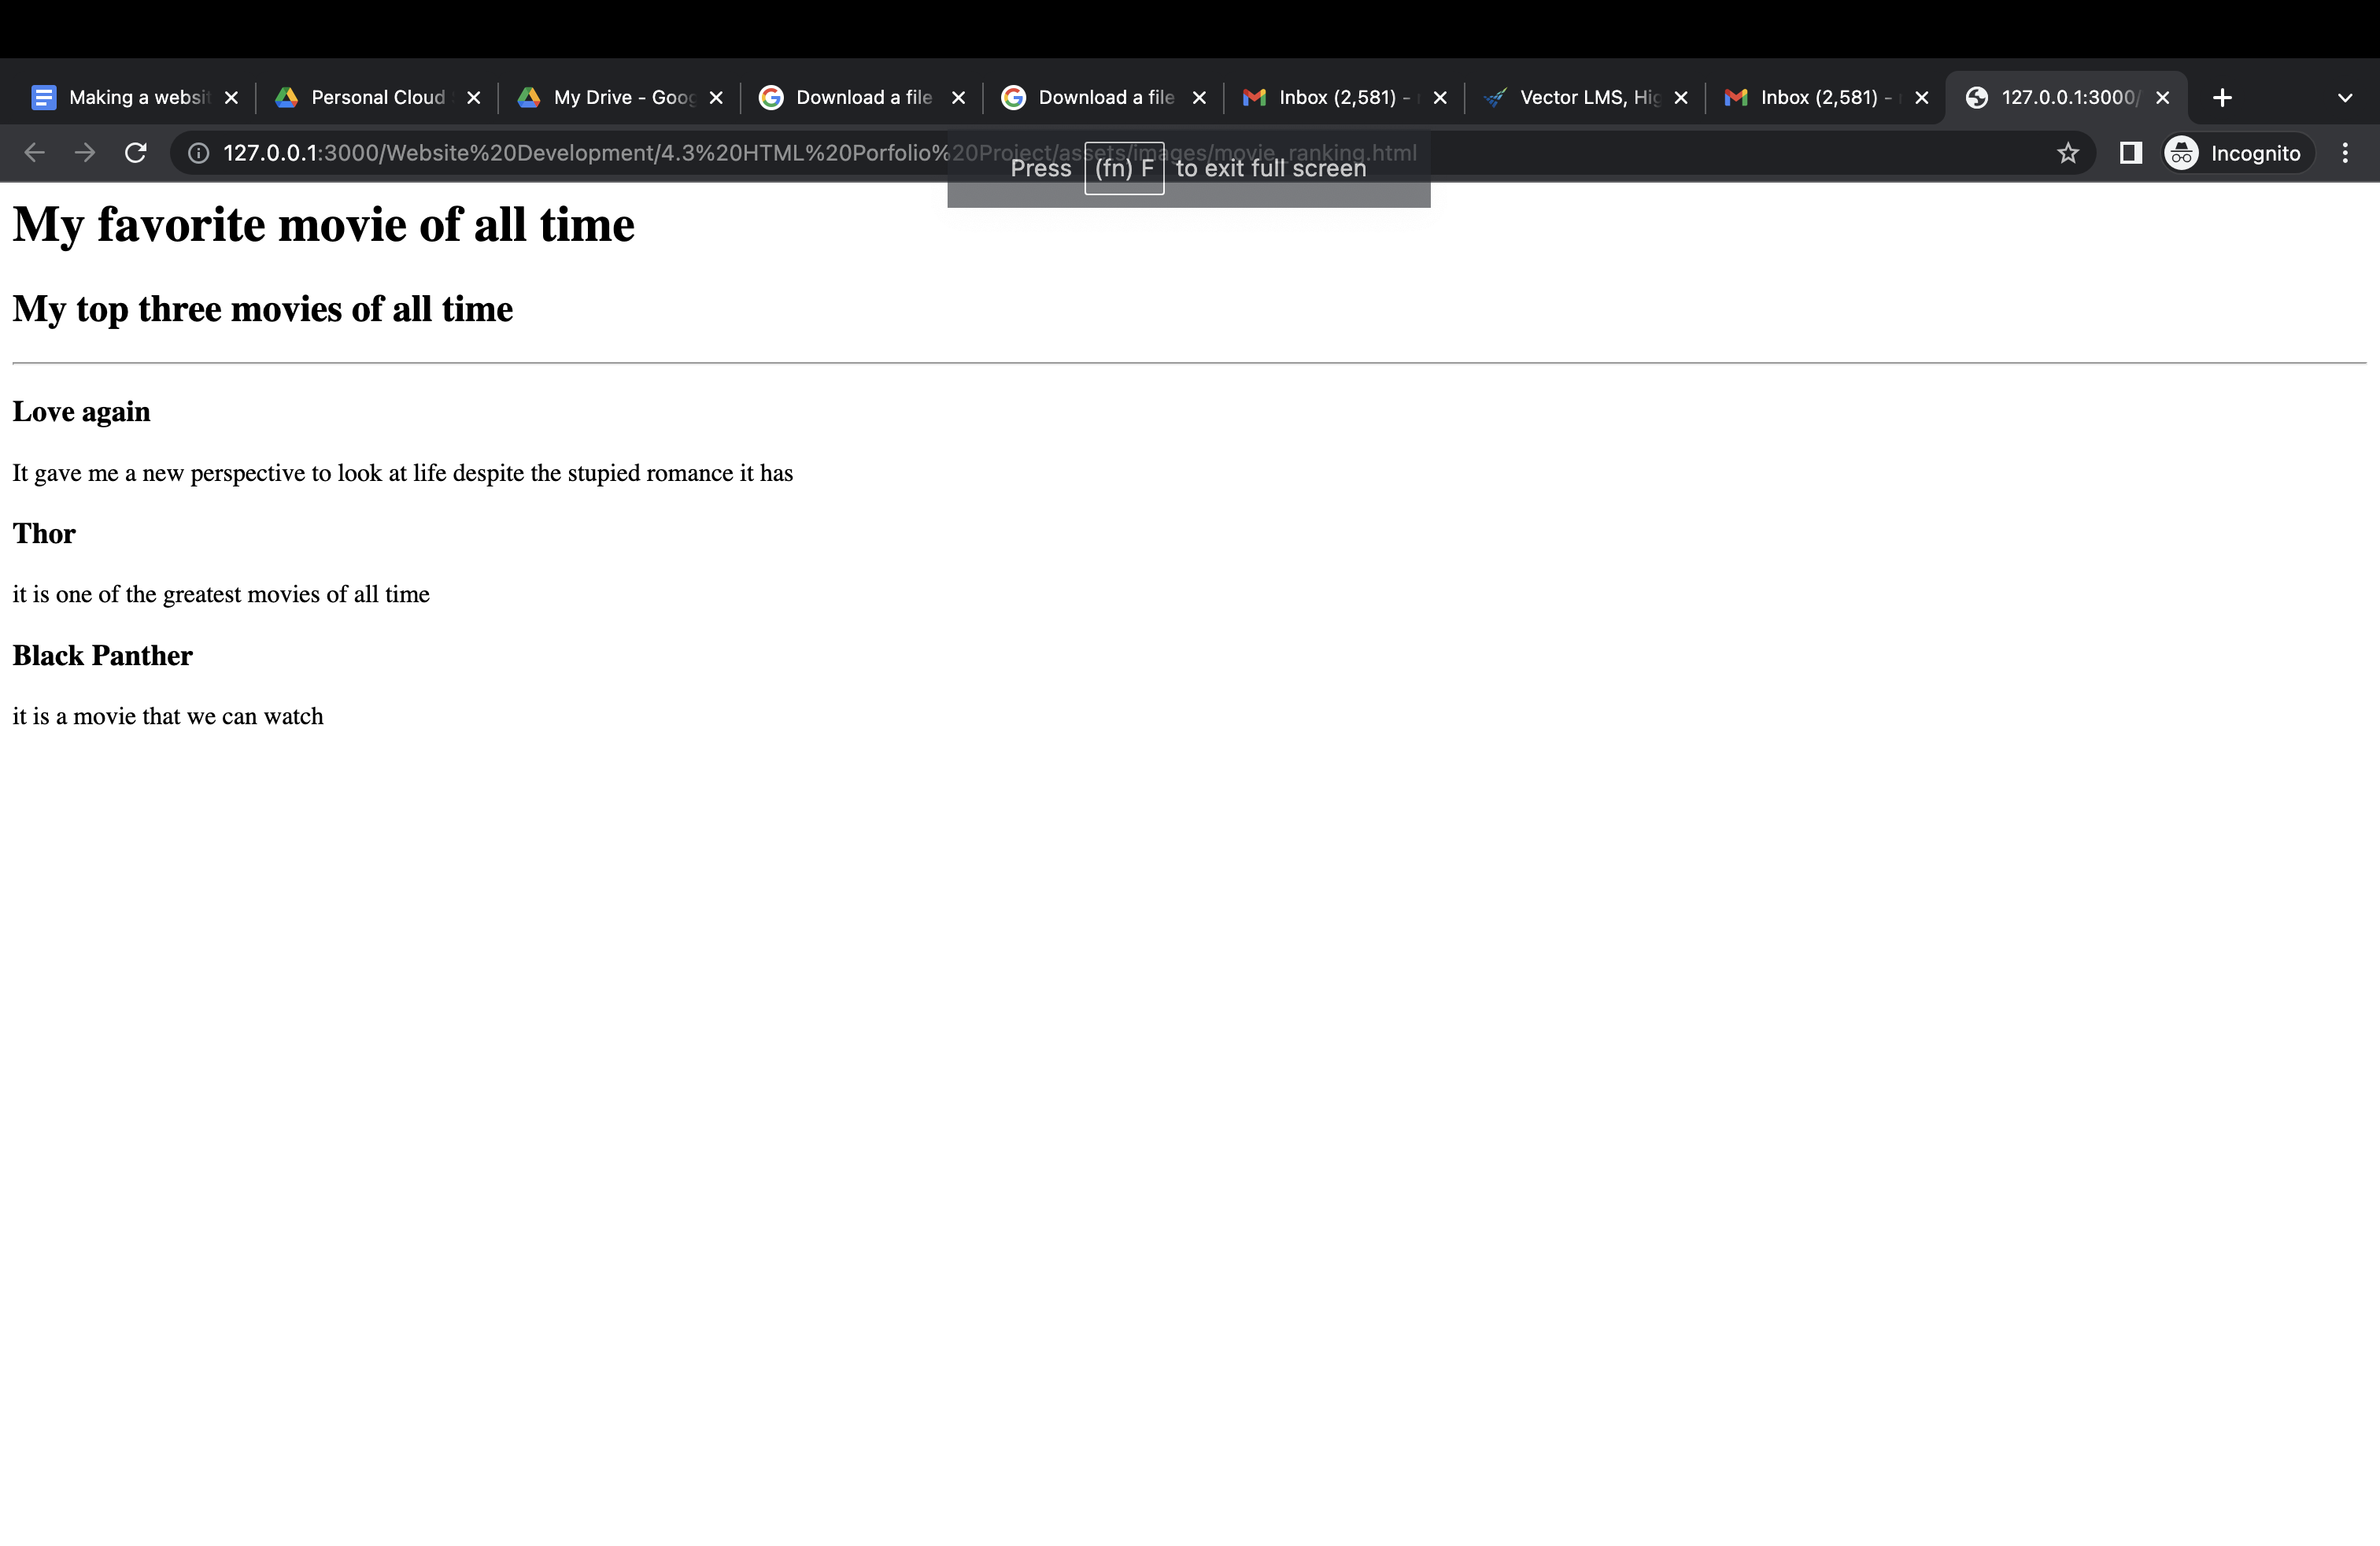 Making a websit
Personal Cloud
My Drive - Goog
Download a file
Download a file
Inbox (2,581) -
Vector LMS, Hig
Inbox (2,581) -
127.0.0.1:3000/
127.0.0.1:3000/Website%20Development/4.3%20HTML%20Porfolio%20Project/assets/images/movie_ranking.html
Incognito
Press (fn) F to exit full screen
My favorite movie of all time
My top three movies of all time
Love again
It gave me a new perspective to look at life despite the stupied romance it has
Thor
it is one of the greatest movies of all time
Black Panther
it is a movie that we can watch